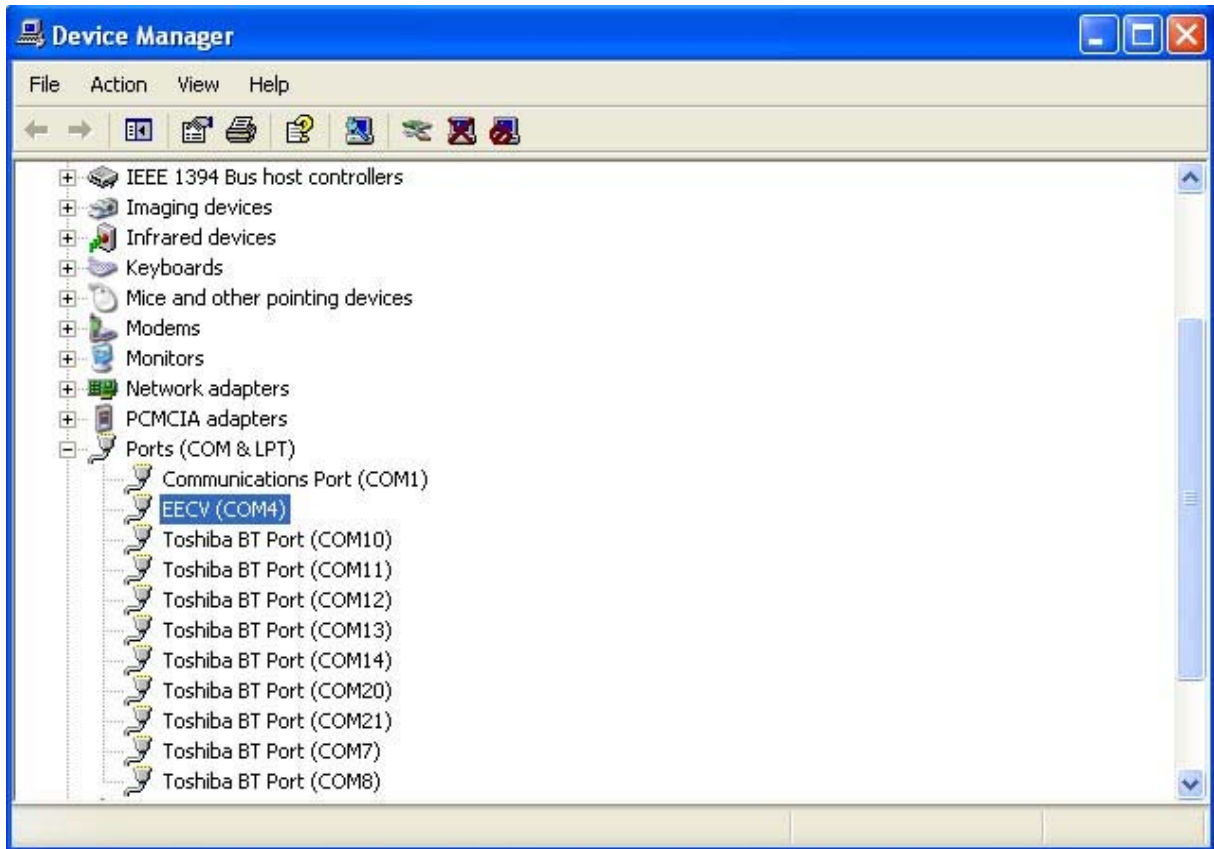 Device Manager
File Action View Help
IEEE 1394 Bus host controllers
Imaging devices
Infrared devices
Keyboards
Mice and other pointing devices
Modems
Monitors
Network adapters
PCMCIA adapters
Ports (COM & LPT)
Communications Port (COM1)
EECV (COM4)
Toshiba BT Port (COM10)
Toshiba BT Port (COM11)
Toshiba BT Port (COM12)
Toshiba BT Port (COM13)
Toshiba BT Port (COM14)
Toshiba BT Port (COM20)
Toshiba BT Port (COM21)
Toshiba BT Port (COM7)
Toshiba BT Port (COM8)